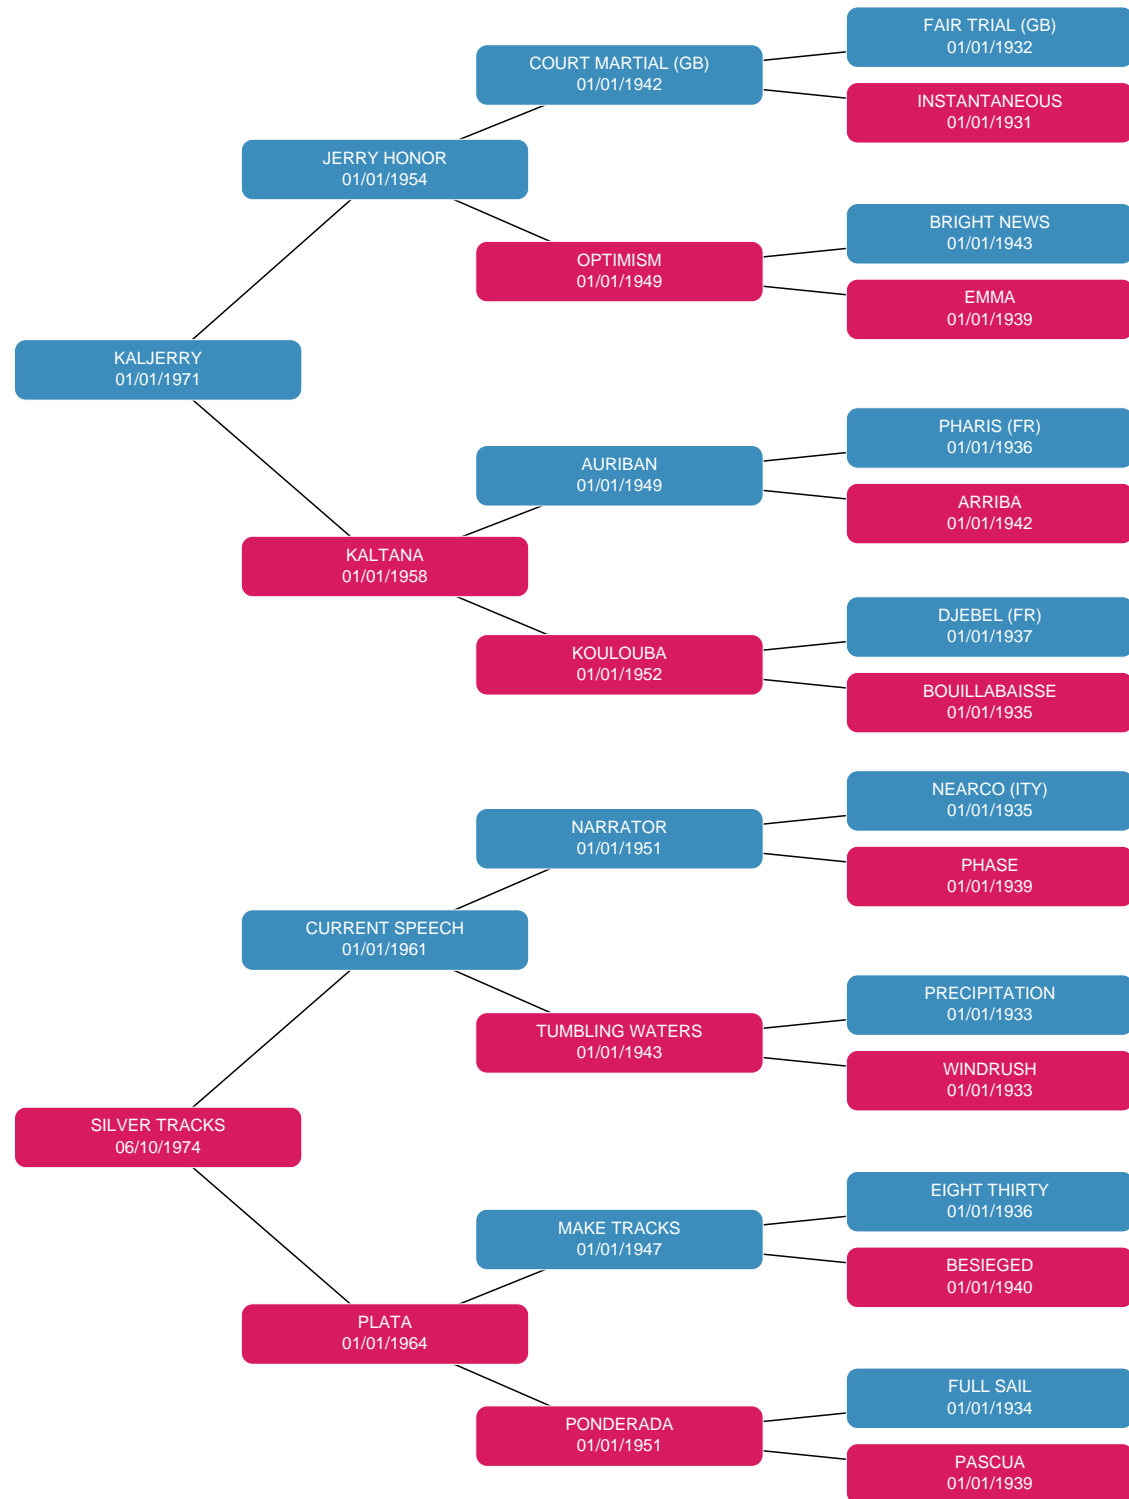 FAIR TRIAL (GB)
01/01/1932
COURT MARTIAL (GB)
01/01/1942
INSTANTANEOUS
01/01/1931
JERRY HONOR
01/01/1954
BRIGHT NEWS
01/01/1943
OPTIMISM
01/01/1949
EMMA
01/01/1939
KALJERRY
01/01/1971
PHARIS (FR)
01/01/1936
AURIBAN
01/01/1949
ARRIBA
01/01/1942
KALTANA
01/01/1958
DJEBEL (FR)
01/01/1937
KOULOUBA
01/01/1952
BOUILLABAISSE
01/01/1935
NEARCO (ITY)
01/01/1935
NARRATOR
01/01/1951
PHASE
01/01/1939
CURRENT SPEECH
01/01/1961
PRECIPITATION
01/01/1933
TUMBLING WATERS
01/01/1943
WINDRUSH
01/01/1933
SILVER TRACKS
06/10/1974
EIGHT THIRTY
01/01/1936
MAKE TRACKS
01/01/1947
BESIEGED
01/01/1940
PLATA
01/01/1964
FULL SAIL
01/01/1934
PONDERADA
01/01/1951
PASCUA
01/01/1939